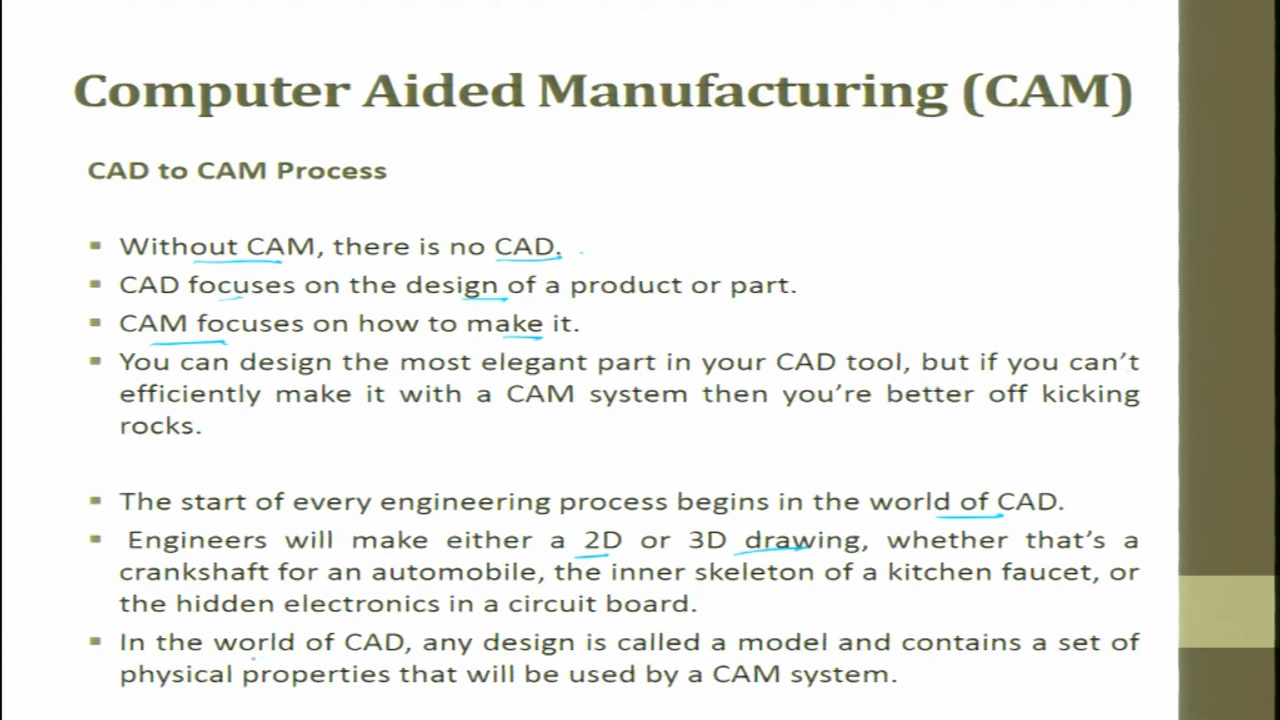 Computer Aided Manufacturing (CAM)
CAD to CAM Process
▪ Without CAM, there is no CAD.
▪ CAD focuses on the design of a product or part.
▪ CAM focuses on how to make it.
▪ You can design the most elegant part in your CAD tool, but if you can't
efficiently make it with a CAM system then you're better off kicking
rocks.
▪ The start of every engineering process begins in the world of CAD.
▪ Engineers will make either a 2D or 3D drawing, whether that's a
crankshaft for an automobile, the inner skeleton of a kitchen faucet, or
the hidden electronics in a circuit board.
▪ In the world of CAD, any design is called a model and contains a set of
physical properties that will be used by a CAM system.